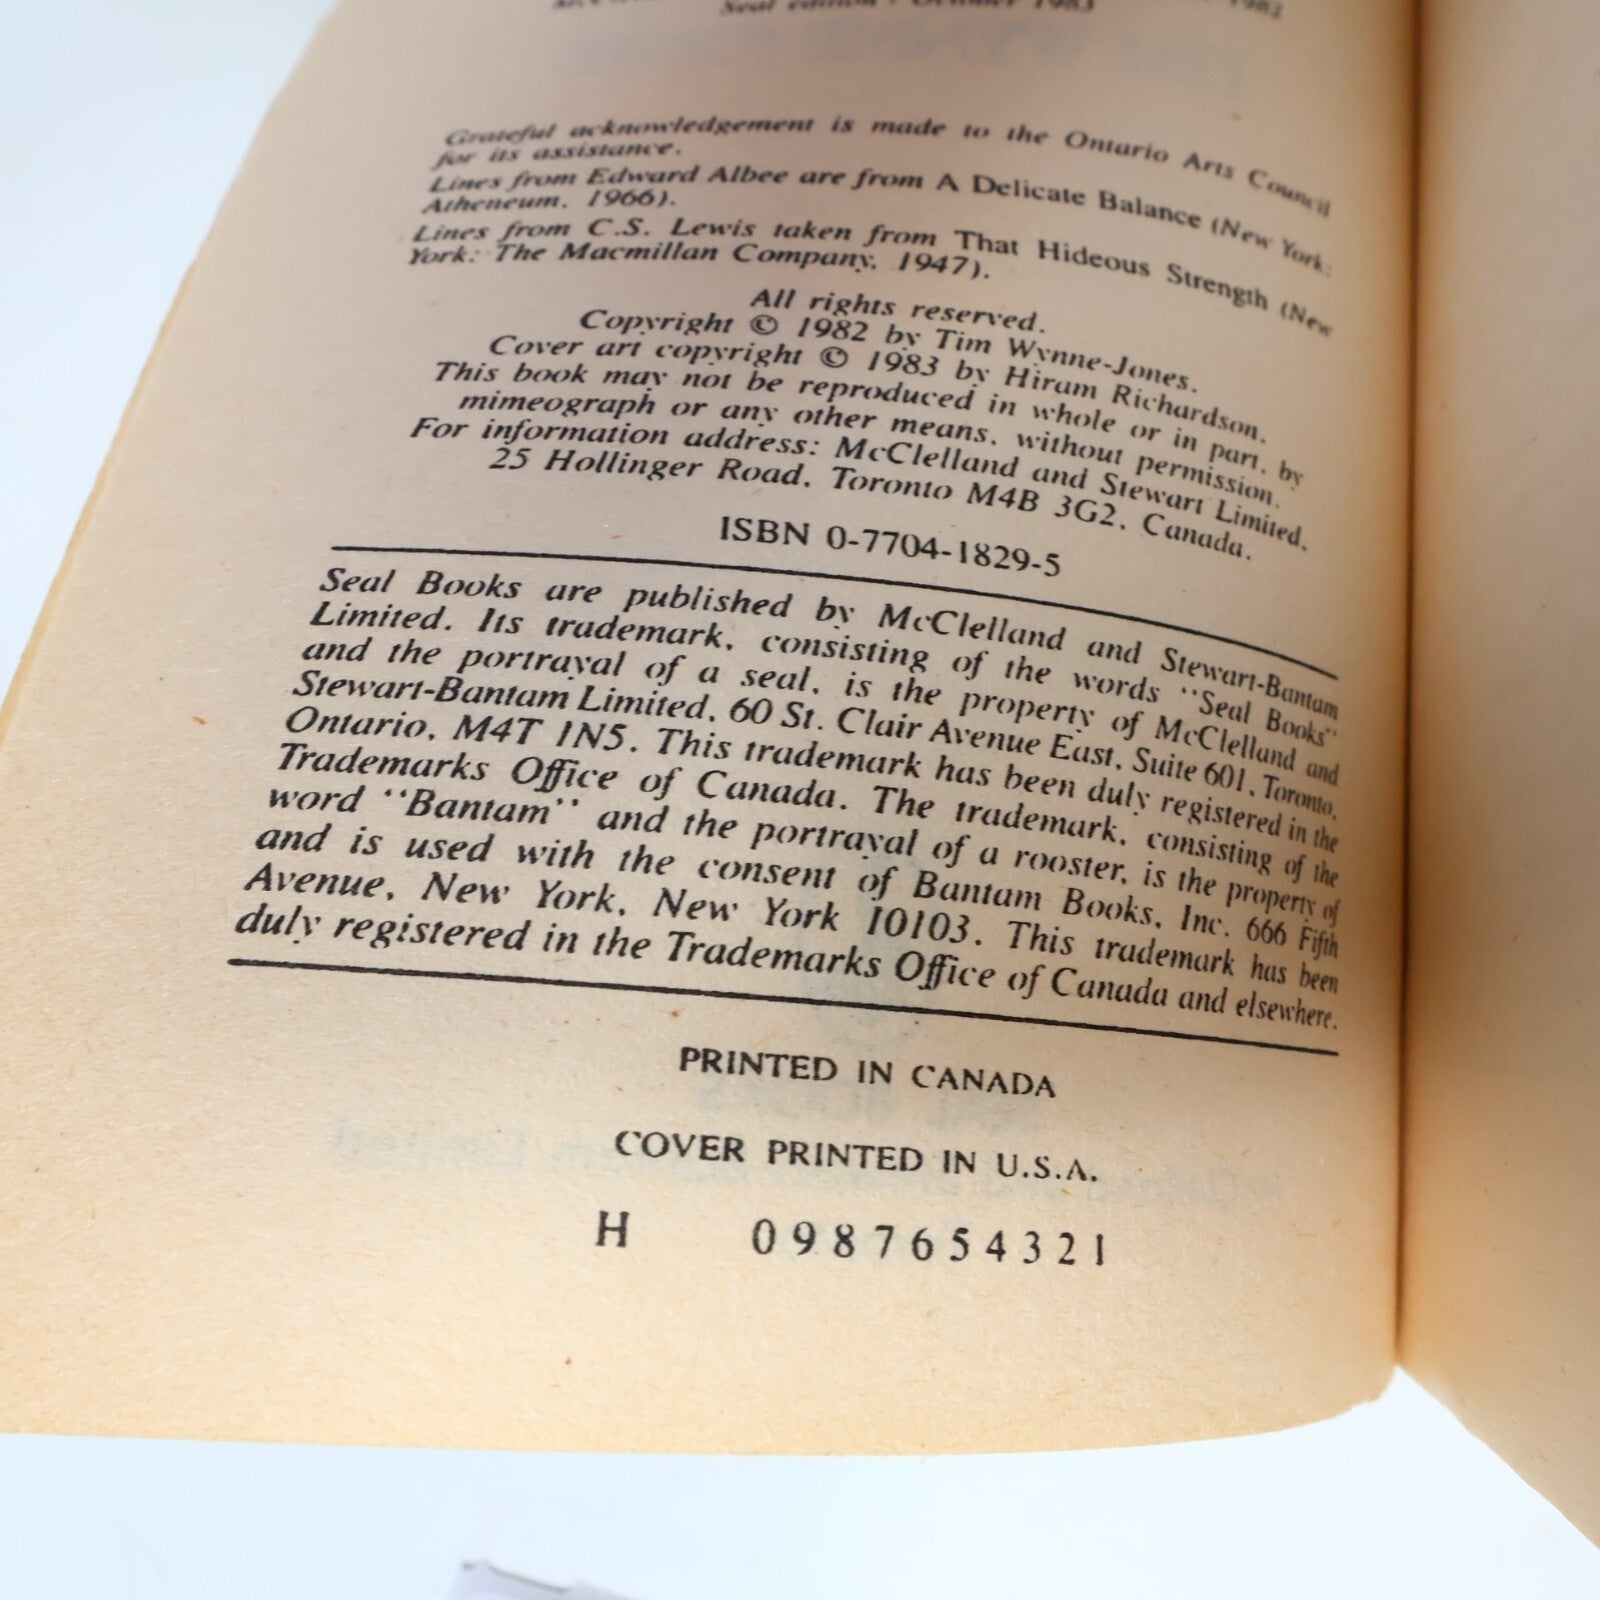 Seal edition / October 1983
Grateful acknowledgement is made to the Ontario Arts Council
for its assistance.
Lines from Edward Albee are from A Delicate Balance (New York:
Atheneum, 1966).
Lines from C.S. Lewis taken from That Hideous Strength (New
York: The Macmillan Company, 1947).
All rights reserved.
Copyright © 1982 by Tim Wynne-Jones.
Cover art copyright © 1983 by Hiram Richardson.
This book may not be reproduced in whole or in part, by
mimeograph or any other means, without permission.
For information address: McClelland and Stewart Limited,
25 Hollinger Road, Toronto M4B 3G2, Canada.
ISBN 0-7704-1829-5
Seal Books are published by McClelland and Stewart-Bantam
Limited. Its trademark, consisting of the words "Seal Books"
and the portrayal of a seal, is the property of McClelland and
Stewart-Bantam Limited, 60 St. Clair Avenue East, Suite 601, Toronto,
Ontario, M4T 1N5. This trademark has been duly registered in the
Trademarks Office of Canada. The trademark, consisting of the
word "Bantam" and the portrayal of a rooster, is the property of
and is used with the consent of Bantam Books, Inc. 666 Fifth
Avenue, New York, New York 10103. This trademark has been
duly registered in the Trademarks Office of Canada and elsewhere.
PRINTED IN CANADA
COVER PRINTED IN U.S.A.
H 0 9 8 7 6 5 4 3 2 1